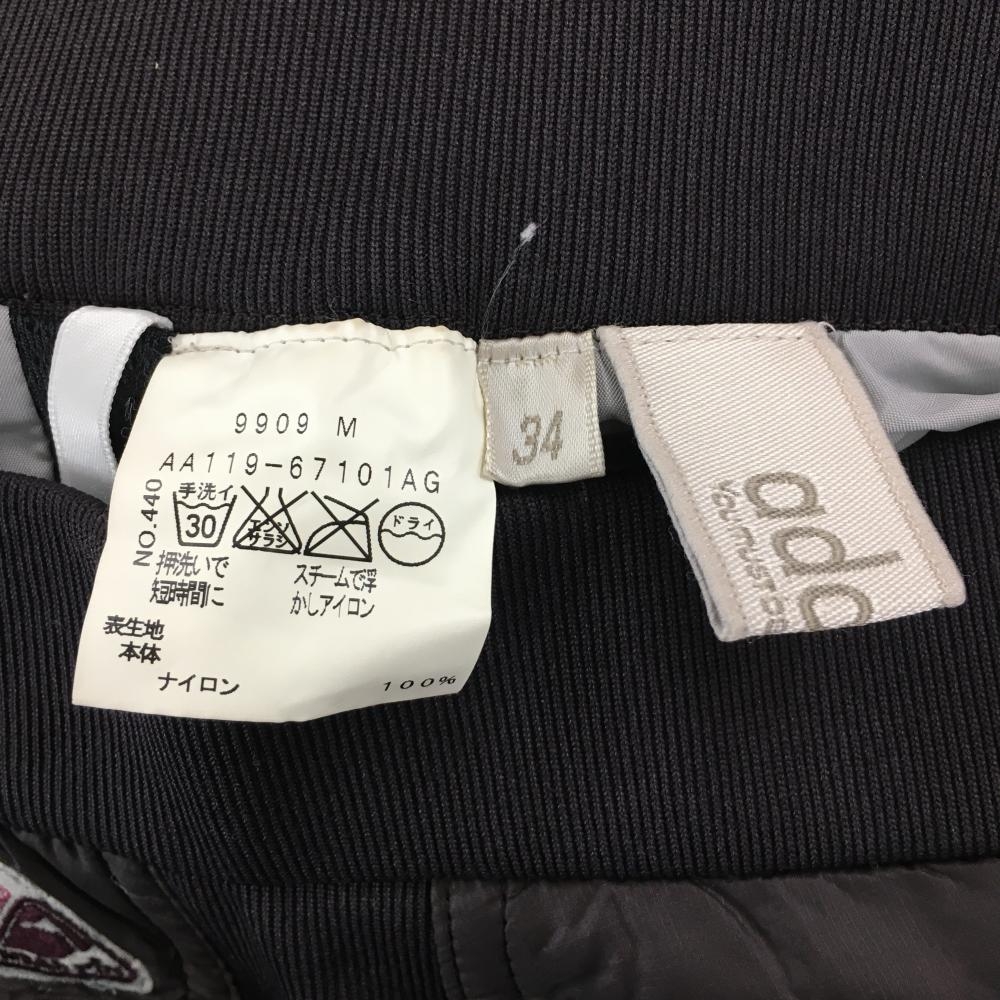 9909 M
AA119-67101AG
NO.440
手洗イ
30
エンソ
サラシ
ドライ
押洗いで
短時間に
スチームで浮
かしアイロン
表生地
本体
ナイロン 100%
34